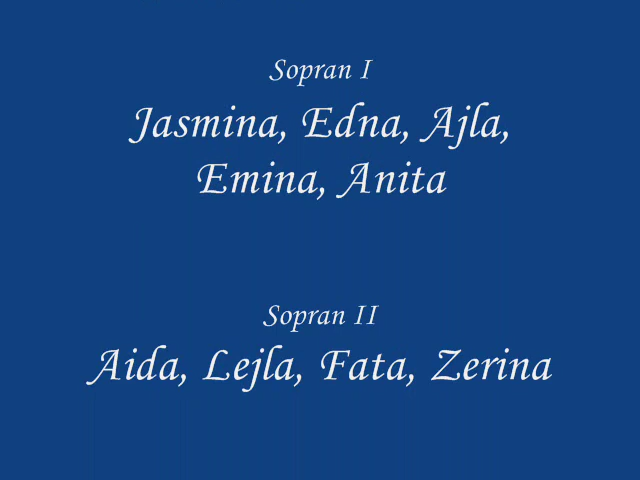 Sopran I
Jasmina, Edna, Ajla,
Emina, Anita
Sopran II
Aida, Lejla, Fata, Zerina